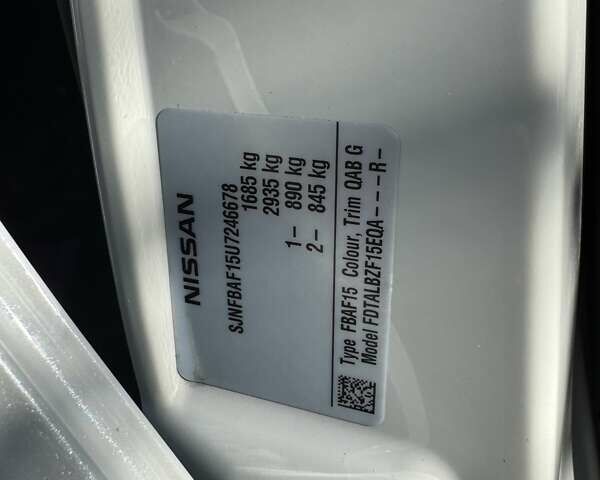 NISSAN
SJNFBAF15U7246678
1685 kg
2935 kg
1- 890 kg
2- 845 kg
Type FBAF15 Colour, Trim QAB G
Model FDTALBZF15EQA----R-